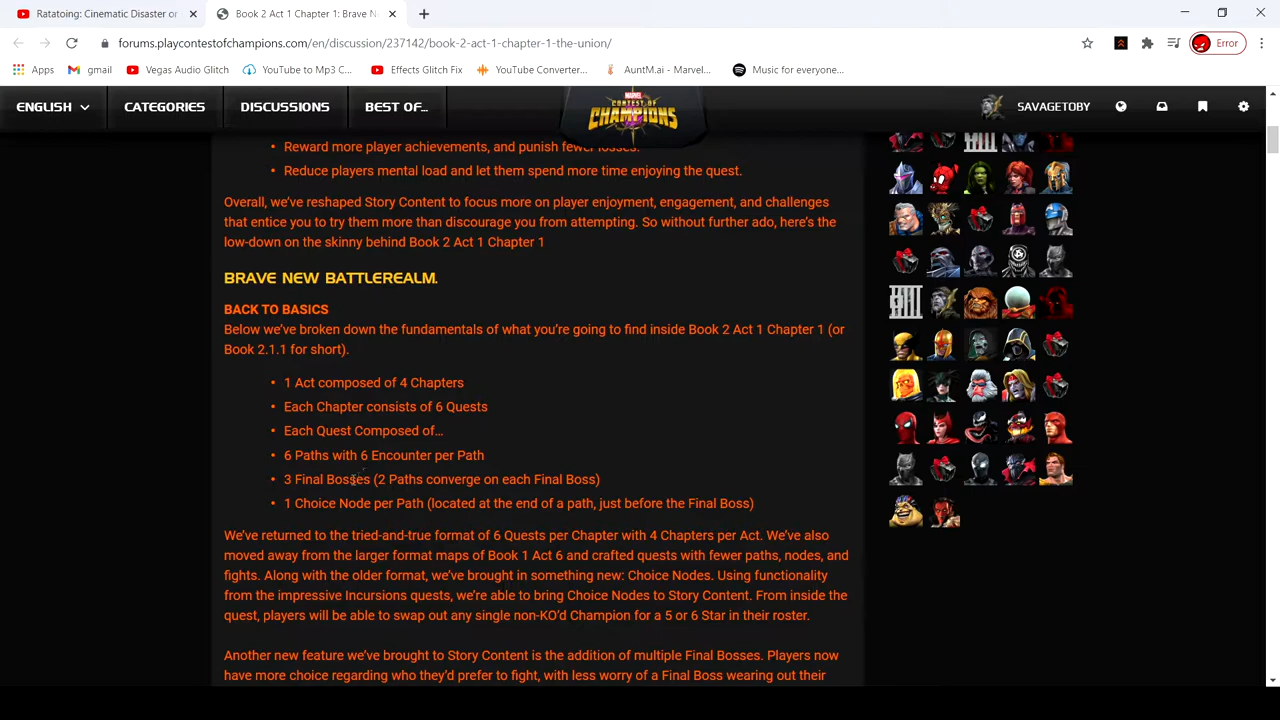 Ratatoing: Cinematic Disaster or
Book 2 Act 1 Chapter 1: Brave N
forums.playcontestofchampions.com/en/discussion/237142/book-2-act-1-chapter-1-the-union/
Error
Apps
gmail
Vegas Audio Glitch
YouTube to Mp3 C...
Effects Glitch Fix
YouTube Converter...
AuntM.ai - Marvel...
Music for everyone...
ENGLISH
CATEGORIES
DISCUSSIONS
BEST OF...
MARVEL
CONTEST OF
CHAMPIONS
SAVAGETOBY
• Reward more player achievements, and punish fewer losses.
• Reduce players mental load and let them spend more time enjoying the quest.
Overall, we've reshaped Story Content to focus more on player enjoyment, engagement, and challenges
that entice you to try them more than discourage you from attempting. So without further ado, here's the
low-down on the skinny behind Book 2 Act 1 Chapter 1
BRAVE NEW BATTLEREALM.
BACK TO BASICS
Below we've broken down the fundamentals of what you're going to find inside Book 2 Act 1 Chapter 1 (or
Book 2.1.1 for short).
• 1 Act composed of 4 Chapters
• Each Chapter consists of 6 Quests
• Each Quest Composed of...
• 6 Paths with 6 Encounter per Path
• 3 Final Bosses (2 Paths converge on each Final Boss)
• 1 Choice Node per Path (located at the end of a path, just before the Final Boss)
We've returned to the tried-and-true format of 6 Quests per Chapter with 4 Chapters per Act. We've also
moved away from the larger format maps of Book 1 Act 6 and crafted quests with fewer paths, nodes, and
fights. Along with the older format, we've brought in something new: Choice Nodes. Using functionality
from the impressive Incursions quests, we're able to bring Choice Nodes to Story Content. From inside the
quest, players will be able to swap out any single non-KO'd Champion for a 5 or 6 Star in their roster.
Another new feature we've brought to Story Content is the addition of multiple Final Bosses. Players now
have more choice regarding who they'd prefer to fight, with less worry of a Final Boss wearing out their